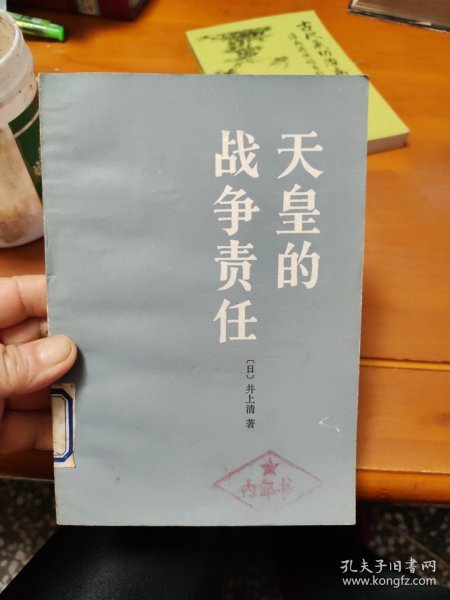 天皇的
战争责任
〔日〕井上清 著
内部书
孔夫子旧书网
www.kongfz.com